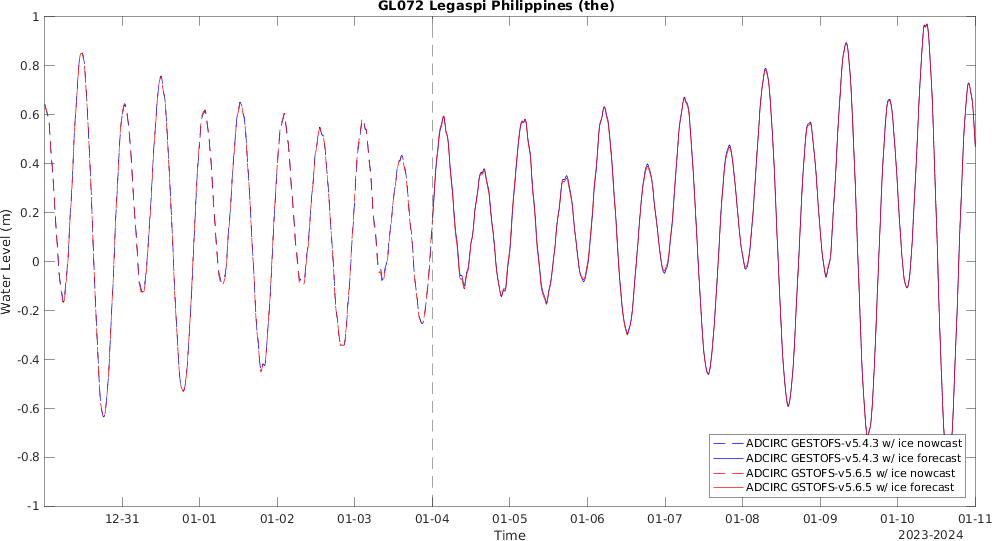 GL072 Legaspi Philippines (the)
1
0.8
0.6
0.4
0.2
0
-0.2
-0.4
-0.6
-0.8
-1
Water Level (m)
ADCIRC GESTOFS-v5.4.3 w/ ice nowcast
ADCIRC GESTOFS-v5.4.3 w/ ice forecast
ADCIRC GSTOFS-v5.6.5 w/ ice nowcast
ADCIRC GSTOFS-v5.6.5 w/ ice forecast
12-31 01-01 01-02 01-03 01-04 01-05 01-06 01-07 01-08 01-09 01-10 01-11
Time
2023-2024